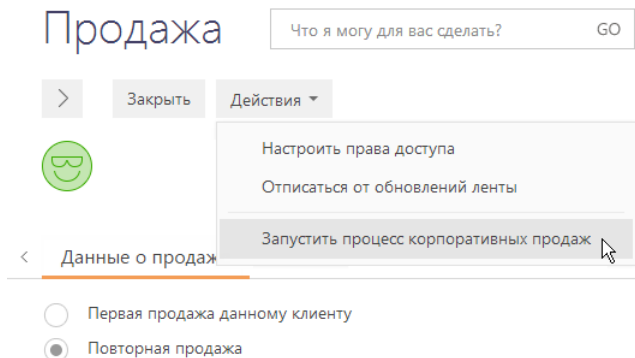 Продажа
Что я могу для вас сделать? GO
Закрыть Действия
Настроить права доступа
Отписаться от обновлений ленты
Запустить процесс корпоративных продаж
Данные о продаж
Первая продажа данному клиенту
Повторная продажа